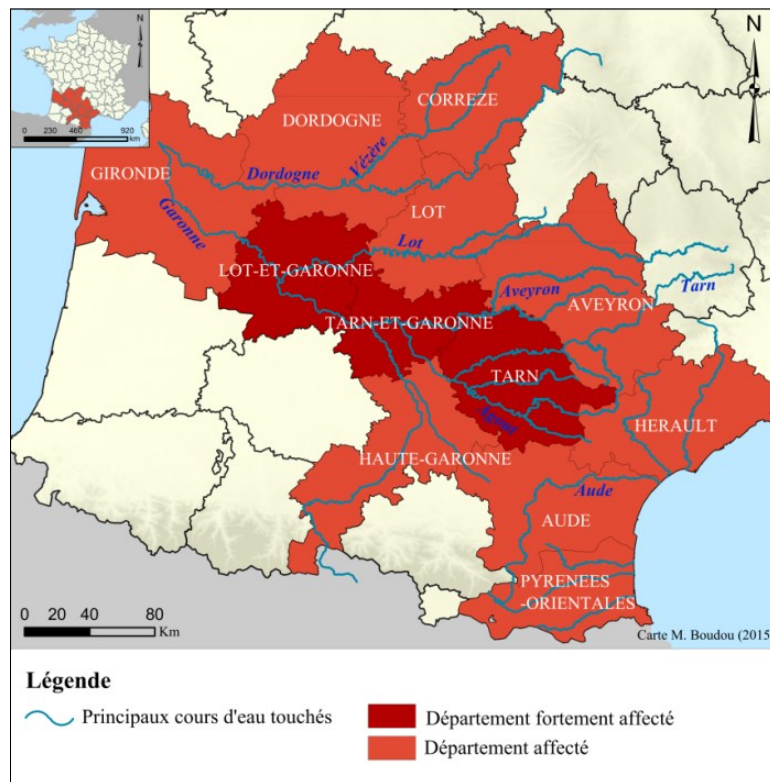 N
0 230 460 920
km
CORREZE
DORDOGNE
Vézère
GIRONDE
Dordogne
Garonne
LOT
Lot
LOT-ET-GARONNE
Aveyron
AVEYRON
Tarn
TARN-ET-GARONNE
TARN
Agout
HERAULT
HAUTE-GARONNE
Aude
AUDE
PYRENEES
-ORIENTALES
0 20 40 80
Km
Carte M. Boudou (2015
Légende
Principaux cours d'eau touchés
Département fortement affecté
Département affecté